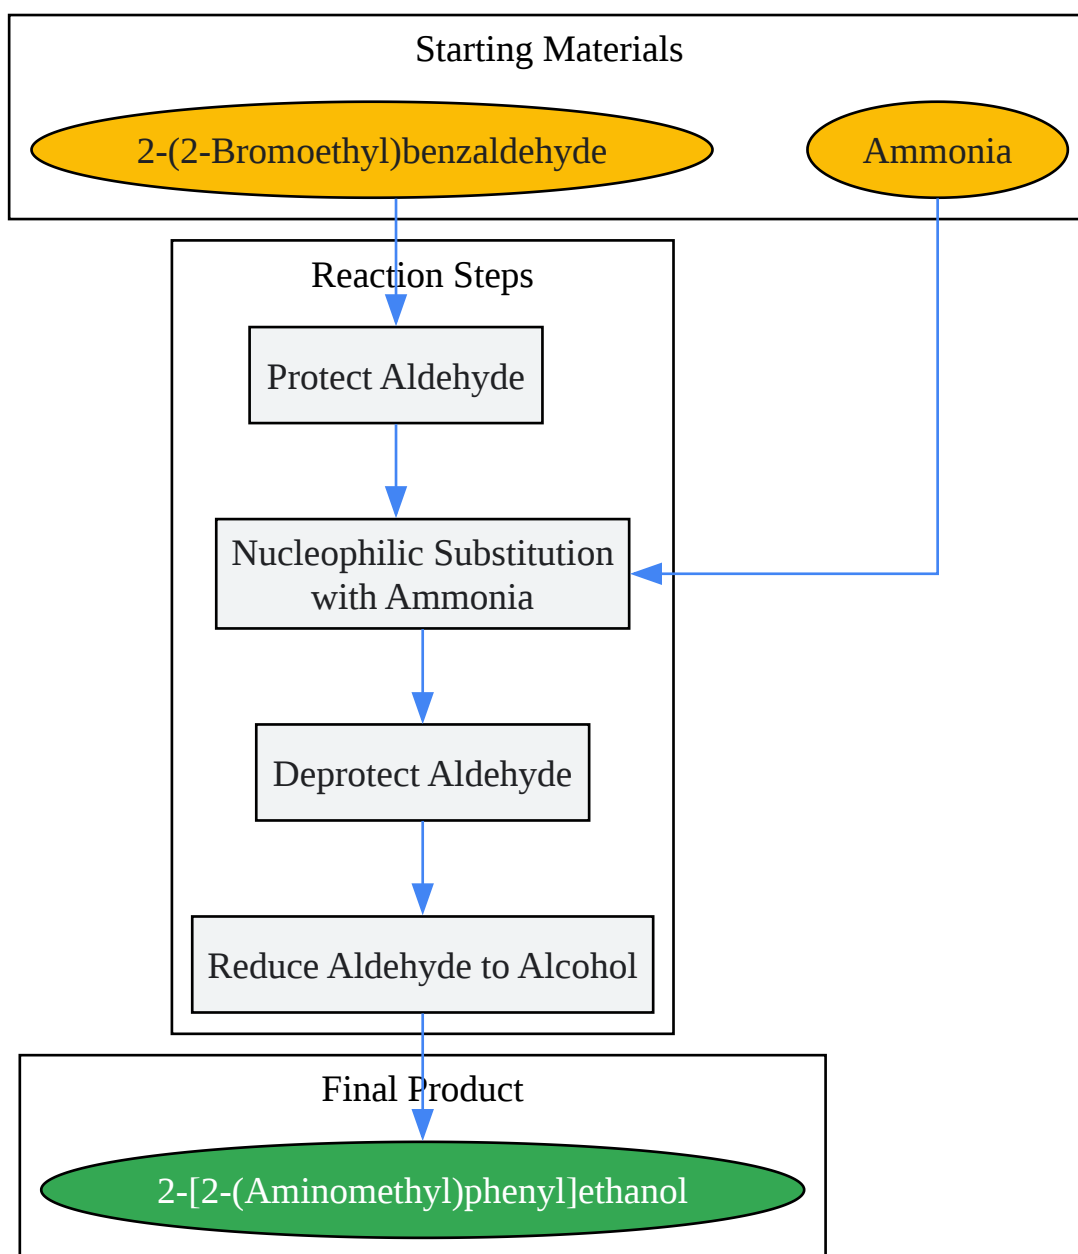 Starting Materials
2-(2-Bromoethyl)benzaldehyde
Ammonia
Reaction Steps
Protect Aldehyde
Nucleophilic Substitution
with Ammonia
Deprotect Aldehyde
Reduce Aldehyde to Alcohol
Final Product
2-[2-(Aminomethyl)phenyl]ethanol